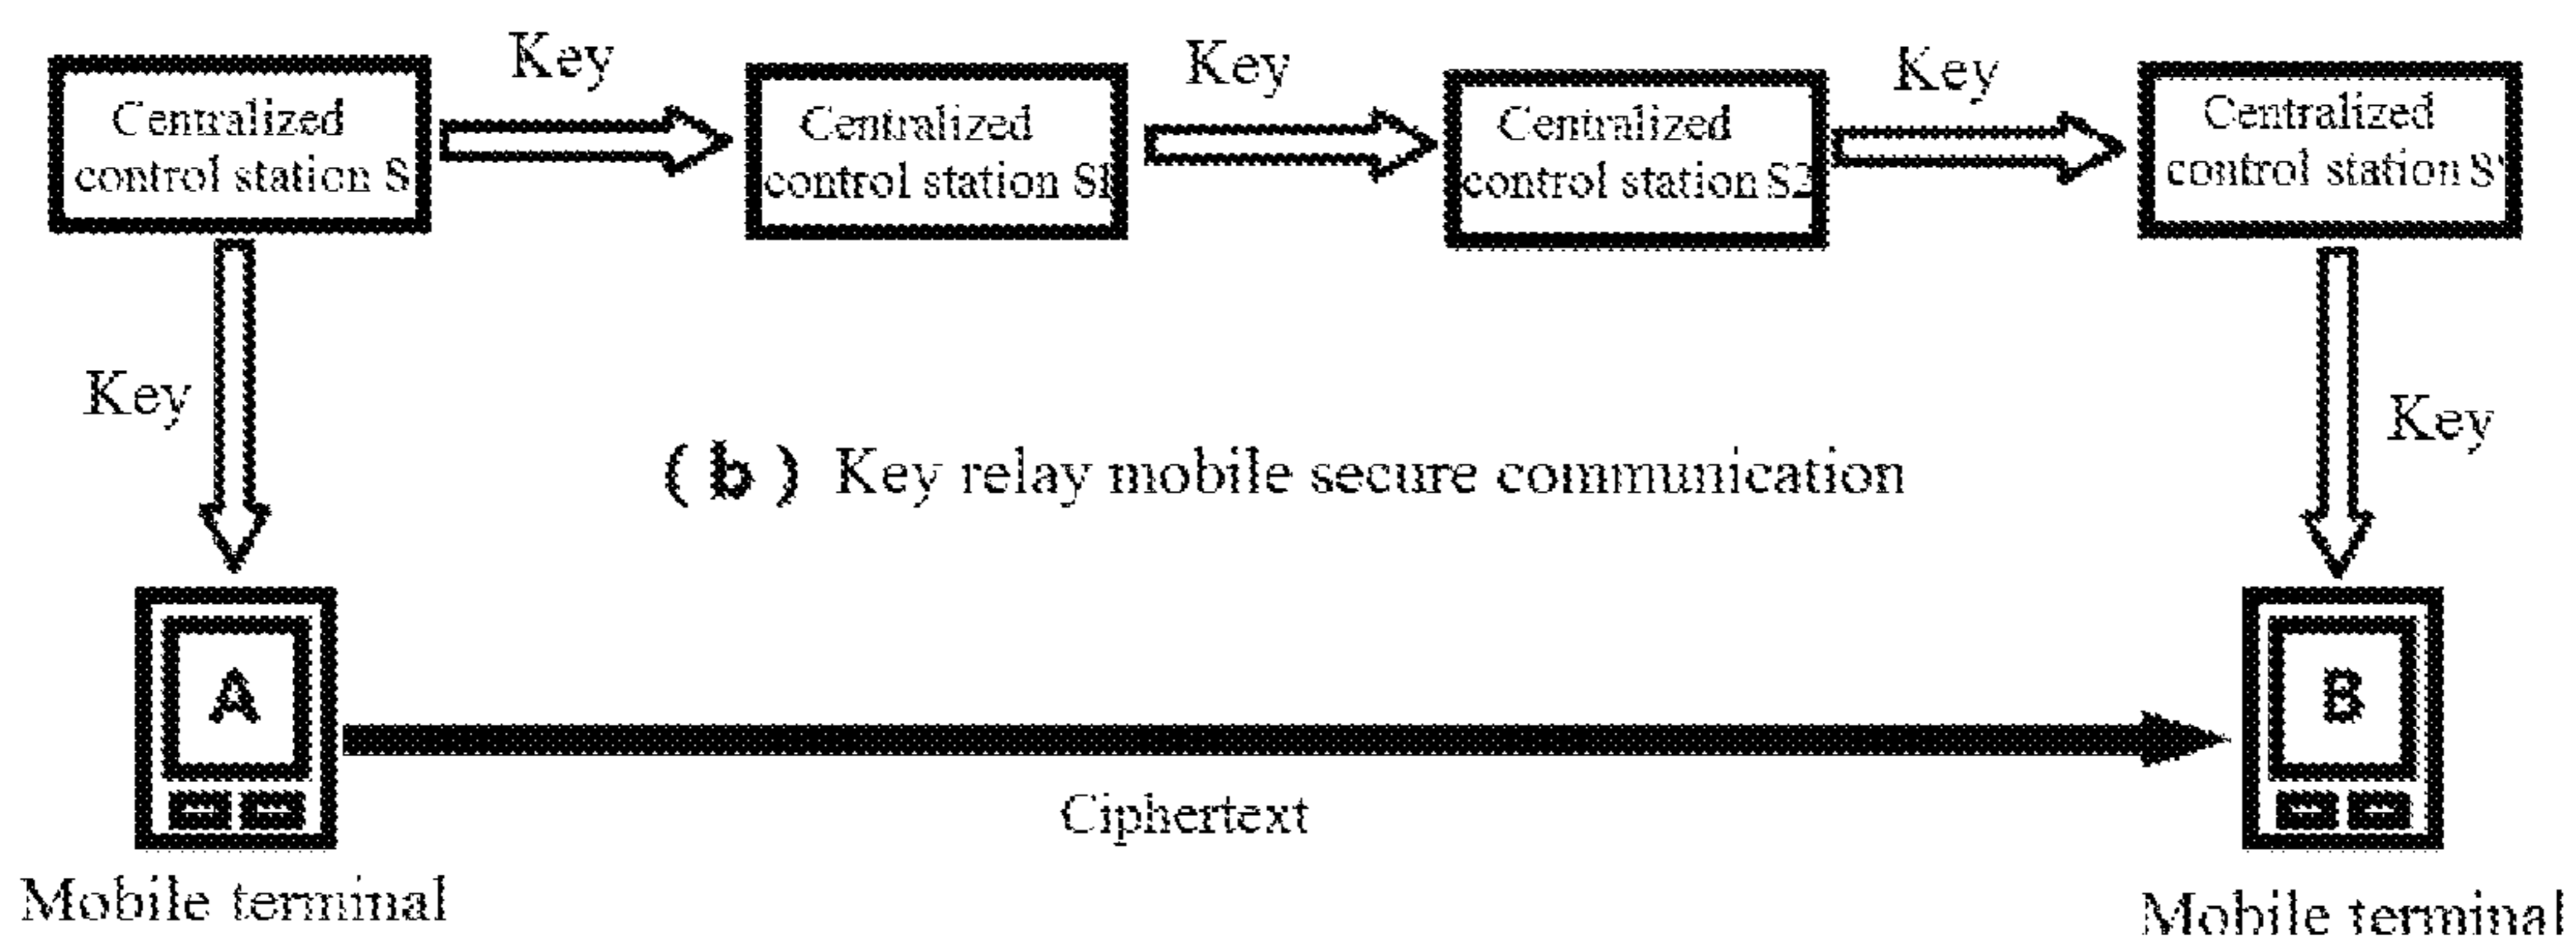 Key
Key
Key
Centralized
control station S
Centralized
control station S1
Centralized
control station S2
Centralized
control station S'
Key
Key
( b ) Key relay mobile secure communication
A
B
Ciphertext
Mobile terminal
Mobile terminal